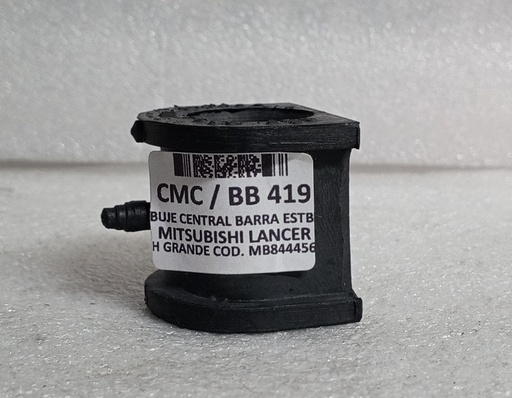 CMC / BB 419
BUJE CENTRAL BARRA ESTB
MITSUBISHI LANCER
H GRANDE COD. MB844456